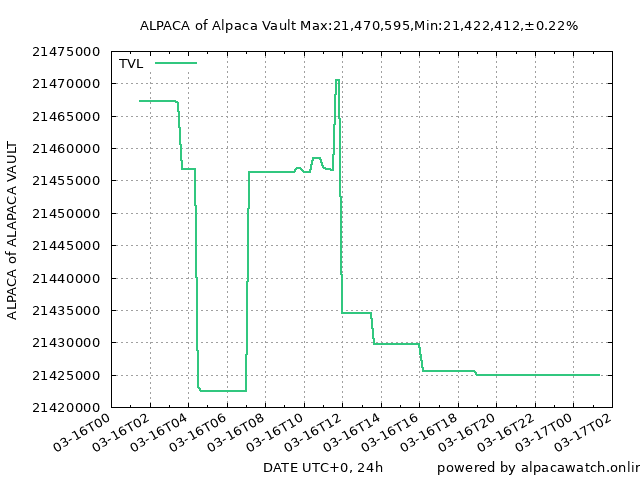 ALPACA of Alpaca Vault Max:21,470,595,Min:21,422,412,±0.22%
TVL
21475000
21470000
21465000
21460000
21455000
21450000
21445000
21440000
21435000
21430000
21425000
21420000
ALPACA of ALAPACA VAULT
03-16T00
03-16T02
03-16T04
03-16T06
03-16T08
03-16T10
03-16T12
03-16T14
03-16T16
03-16T18
03-16T20
03-16T22
03-17T00
03-17T02
DATE UTC+0, 24h
powered by alpacawatch.onlin